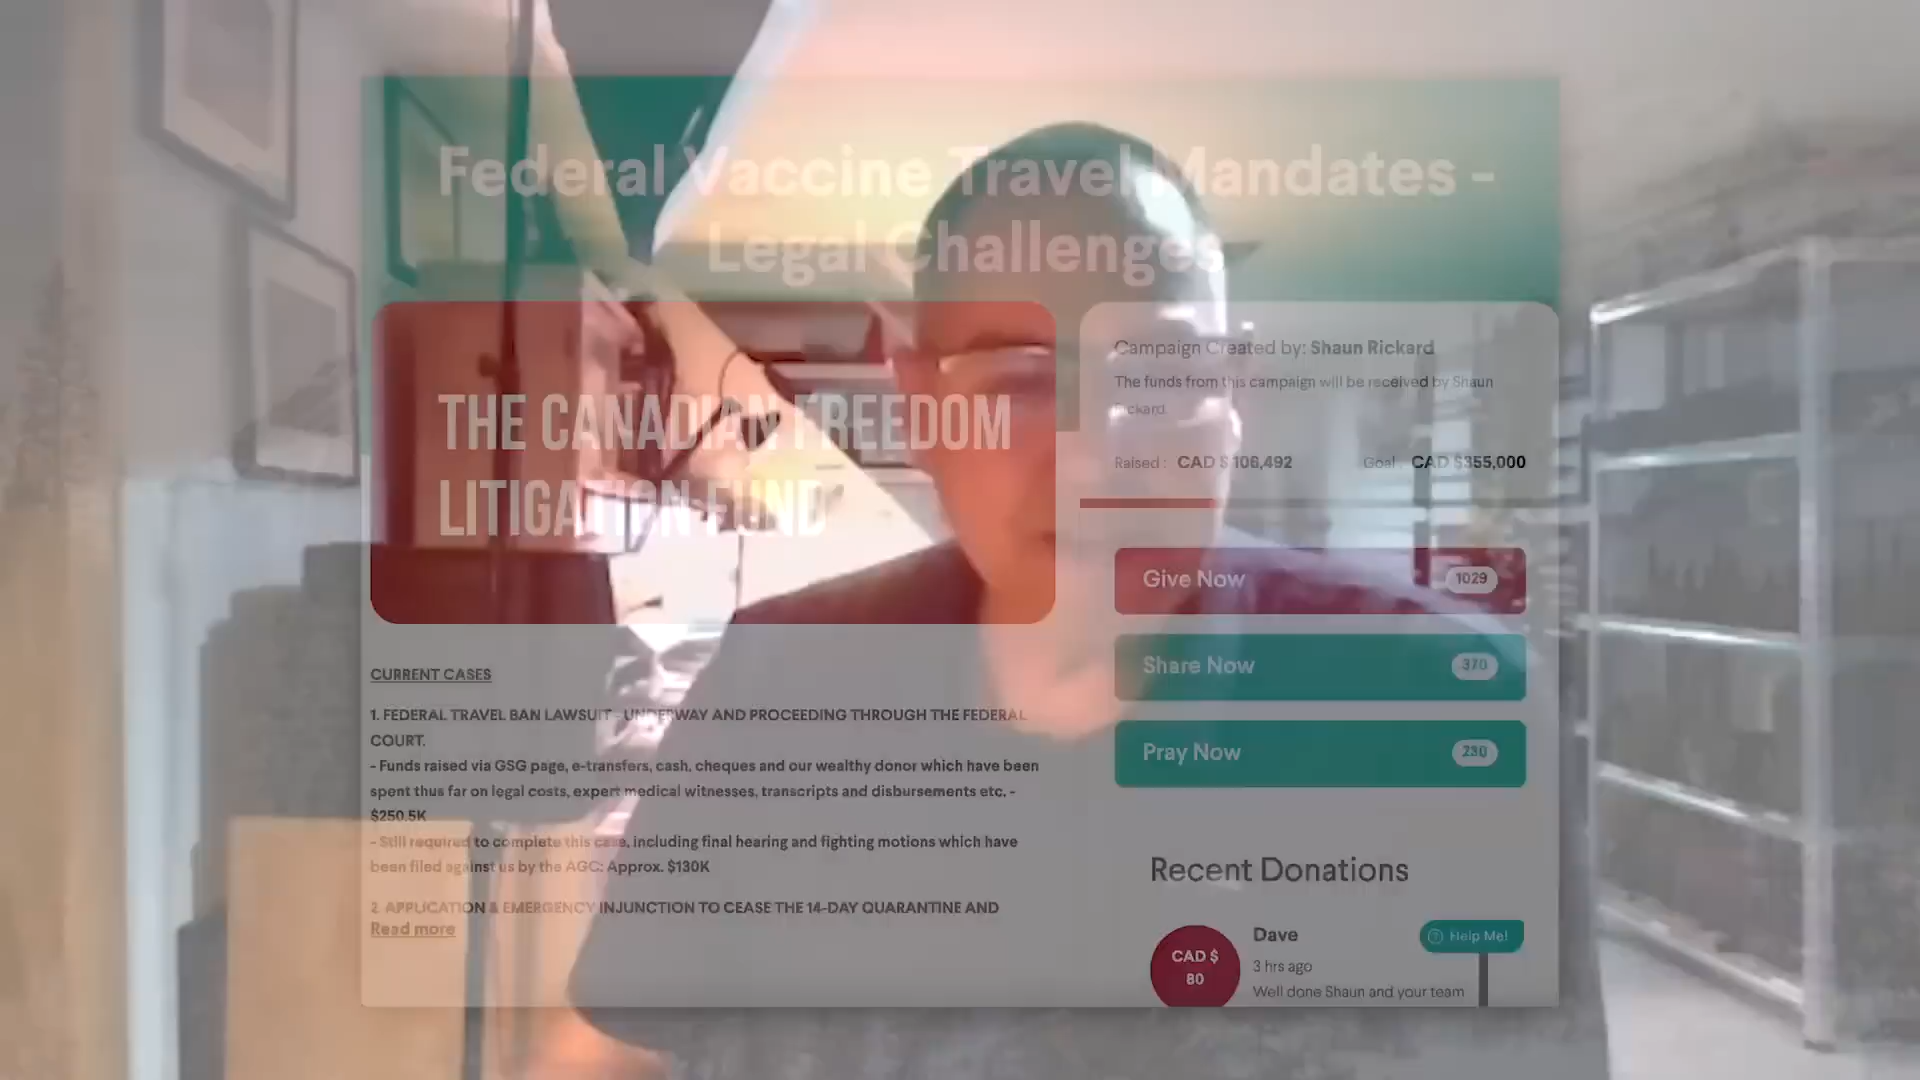 Federal Vaccine Travel Mandates -
Legal Challenges
THE CANADIAN FREEDOM
LITIGATION FUND
Campaign Created by: Shaun Rickard
The funds from this campaign will be received by Shaun
Rickard
Raised : CAD $ 106,492 Goal : CAD $355,000
Give Now 1029
Share Now 370
Pray Now 230
CURRENT CASES
1. FEDERAL TRAVEL BAN LAWSUIT - UNDERWAY AND PROCEEDING THROUGH THE FEDERAL
COURT.
- Funds raised via GSG page, e-transfers, cash, cheques and our wealthy donor which have been
spent thus far on legal costs, expert medical witnesses, transcripts and disbursements etc. -
$250.5K
- Still required to complete this case, including final hearing and fighting motions which have
been filed against us by the AGC: Approx. $130K
2. APPLICATION & EMERGENCY INJUNCTION TO CEASE THE 14-DAY QUARANTINE AND
Read more
Recent Donations
CAD $
80
Dave
3 hrs ago
Well done Shaun and your team
Help Me!